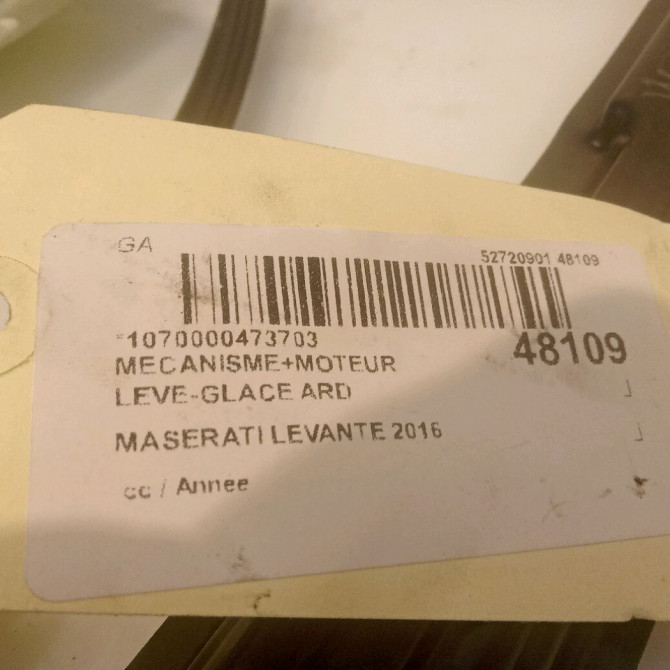 GA
52720901 48109
*1070000473703
48109
MECANISME+MOTEUR
LEVE-GLACE ARD
MASERATI LEVANTE 2016
cc / Annee